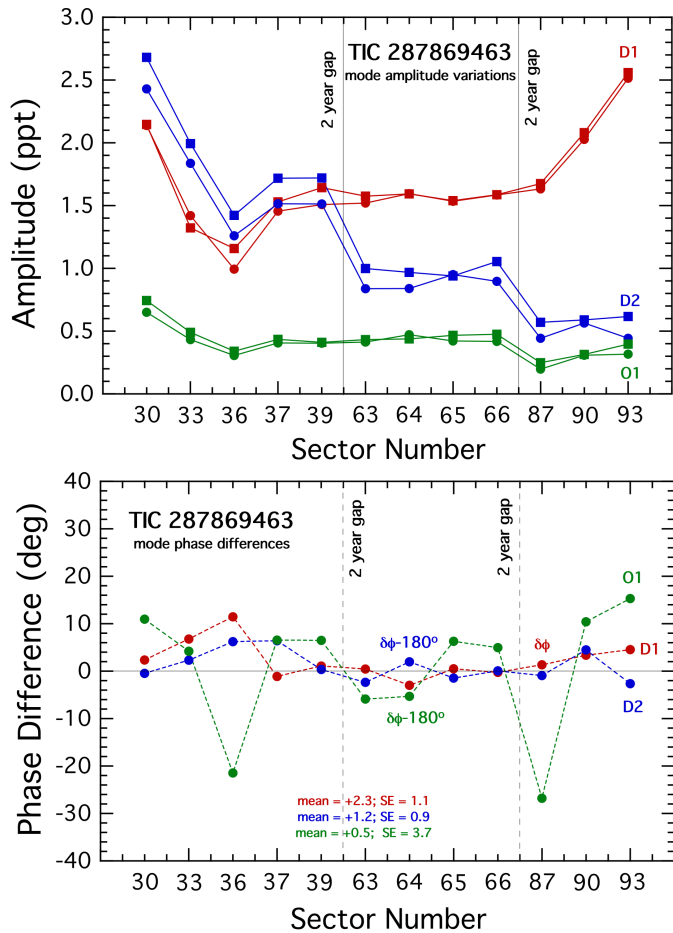 3.0
2.5
2.0
1.5
1.0
0.5
0.0
Amplitude (ppt)
TIC 287869463
mode amplitude variations
2 year gap
2 year gap
D1
D2
O1
30 33 36 37 39 63 64 65 66 87 90 93
Sector Number
40
30
20
10
0
-10
-20
-30
-40
Phase Difference (deg)
TIC 287869463
mode phase differences
2 year gap
2 year gap
O1
δϕ-180º
δϕ
D1
D2
δϕ-180º
mean = +2.3; SE = 1.1
mean = +1.2; SE = 0.9
mean = +0.5; SE = 3.7
30 33 36 37 39 63 64 65 66 87 90 93
Sector Number